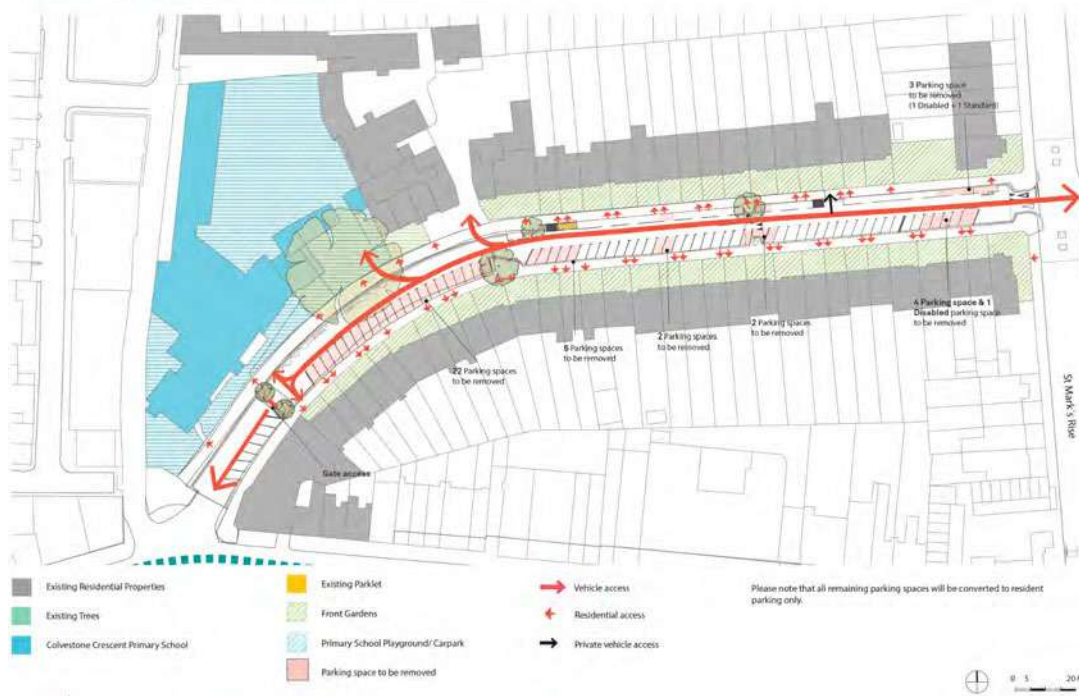 3 Parking space
to be removed
(1 Disabled + 1 Standard)
4 Parking space & 1
Disabled parking space
to be removed
2 Parking spaces
to be removed
2 Parking spaces
to be removed
5 Parking spaces
to be removed
22 Parking spaces
to be removed
Gate access
St Mark's Rise
Existing Residential Properties
Existing Trees
Colvestone Crescent Primary School
Existing Parklet
Front Gardens
Primary School Playground/ Carpark
Parking space to be removed
Vehicle access
Residential access
Private vehicle access
Please note that all remaining parking spaces will be converted to resident
parking only.
0 5 20